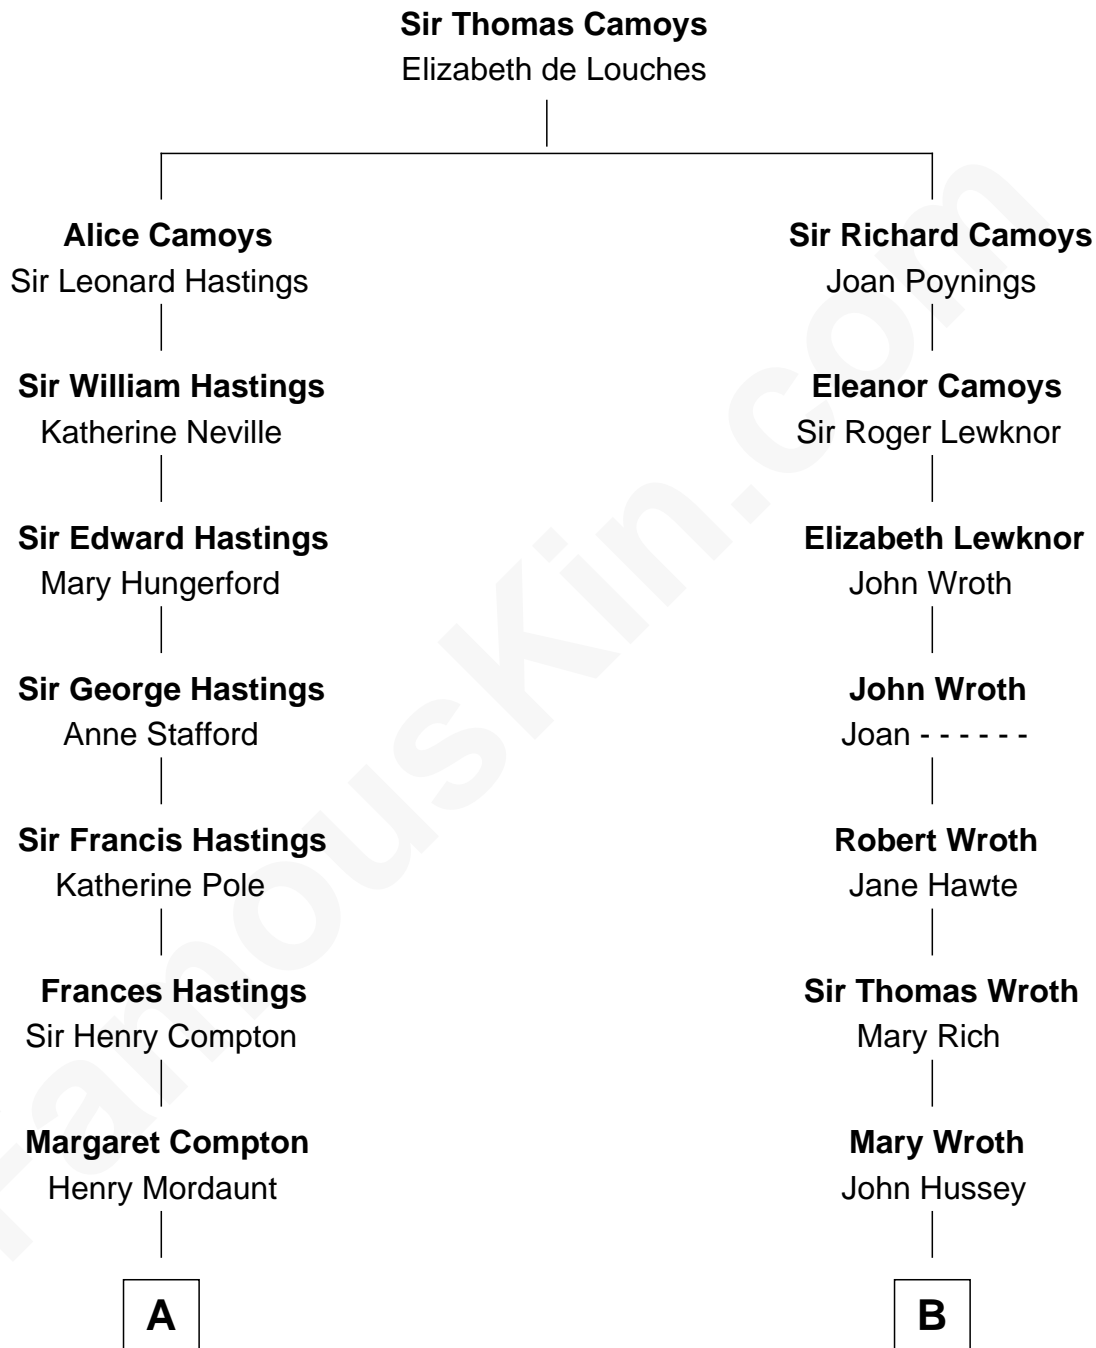 Sir Thomas Camoys
Elizabeth de Louches
Alice Camoys
Sir Leonard Hastings
Sir William Hastings
Katherine Neville
Sir Edward Hastings
Mary Hungerford
Sir George Hastings
Anne Stafford
Sir Francis Hastings
Katherine Pole
Frances Hastings
Sir Henry Compton
Margaret Compton
Henry Mordaunt
A
Sir Richard Camoys
Joan Poynings
Eleanor Camoys
Sir Roger Lewknor
Elizabeth Lewknor
John Wroth
John Wroth
Joan - - - - - -
Robert Wroth
Jane Hawte
Sir Thomas Wroth
Mary Rich
Mary Wroth
John Hussey
B
FamousKin.com